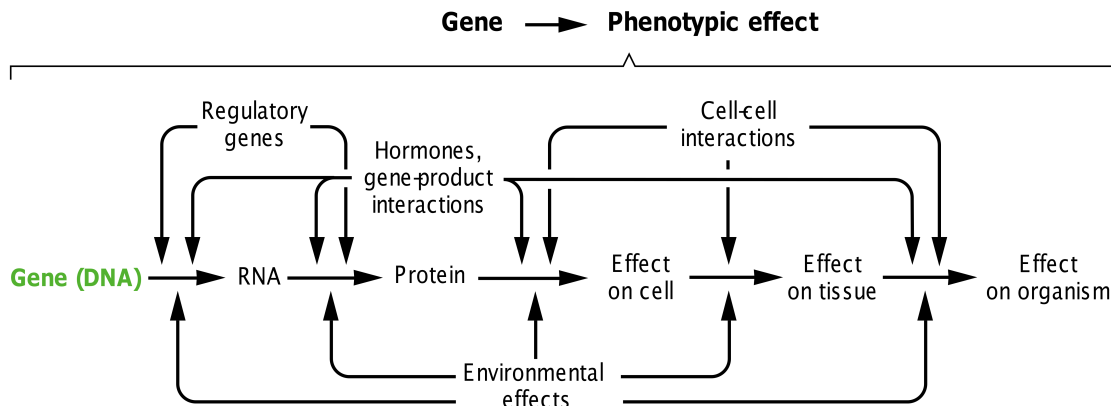 Gene → Phenotypic effect
Regulatory
genes
Cell-cell
interactions
Hormones,
gene-product
interactions
Gene (DNA)
RNA
Protein
Effect
on cell
Effect
on tissue
Effect
on organism
Environmental
effects